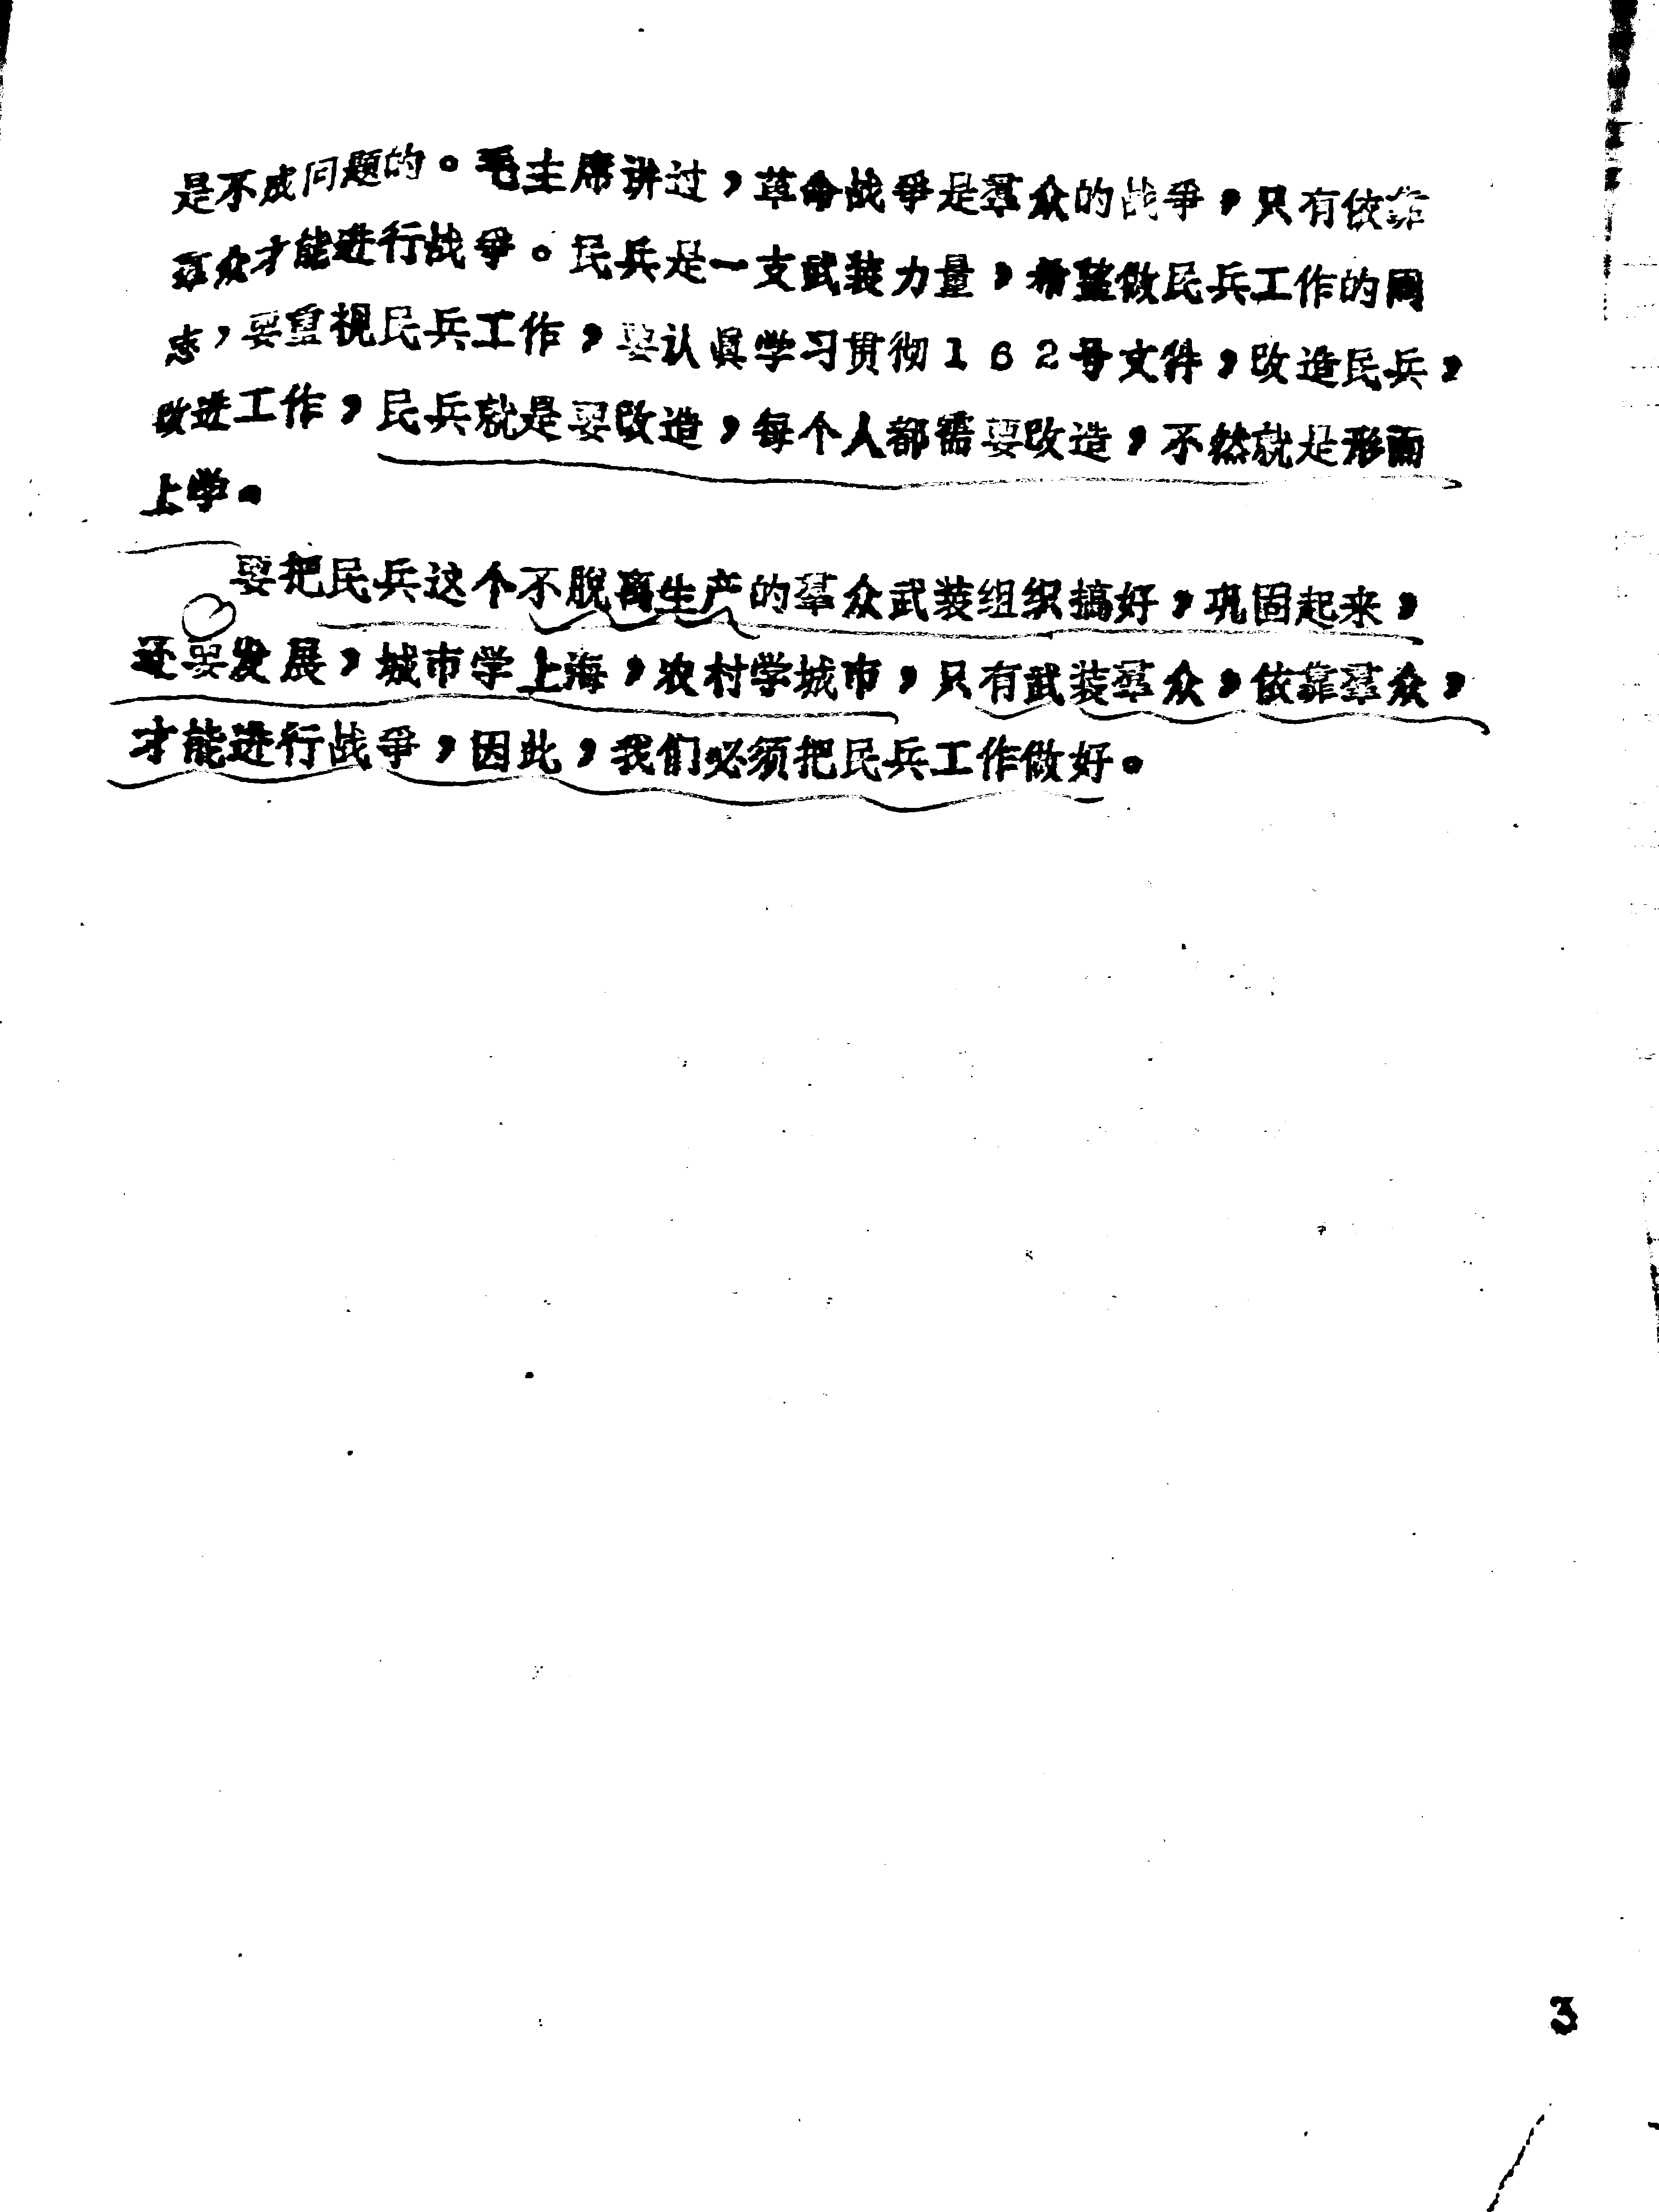 是不成问题的。毛主席讲过，革命战争是羣众的战争，只有依靠
羣众才能进行战争。民兵是一支武装力量，希望做民兵工作的同
志，要重视民兵工作，要认真学习贯彻162号文件，改造民兵，
改进工作，民兵就是要改造，每个人都需要改造，不然就是形而
上学。
要把民兵这个不脱离生产的羣众武装组织搞好，巩固起来，
还要发展，城市学上海，农村学城市，只有武装羣众，依靠羣众，
才能进行战争，因此，我们必须把民兵工作做好。
3